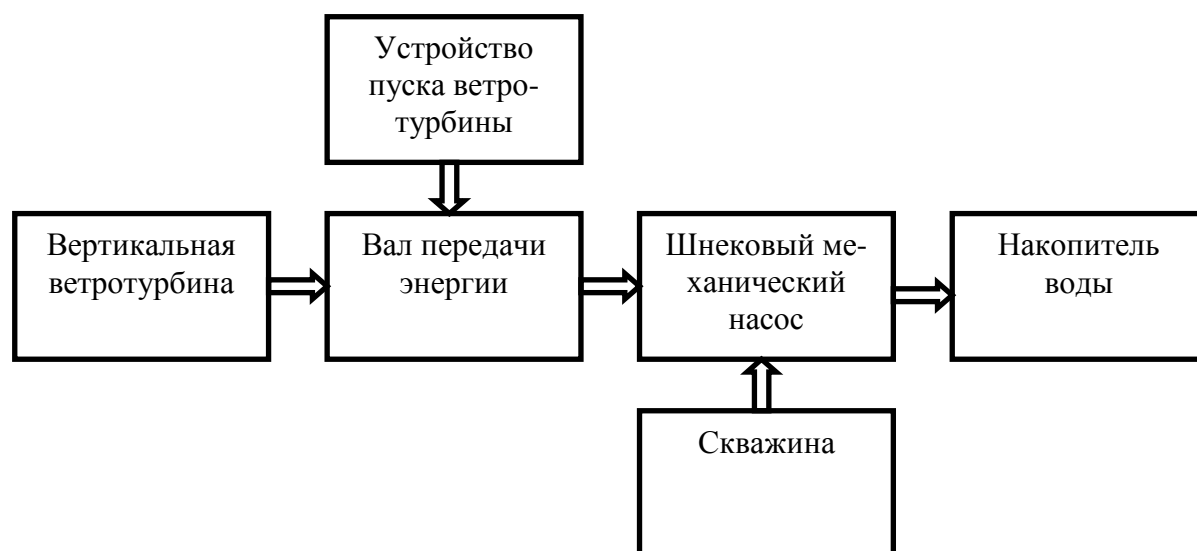 Устройство
пуска ветро-
турбины
Вертикальная
ветротурбина
Вал передачи
энергии
Шнековый ме-
ханический
насос
Накопитель
воды
Скважина